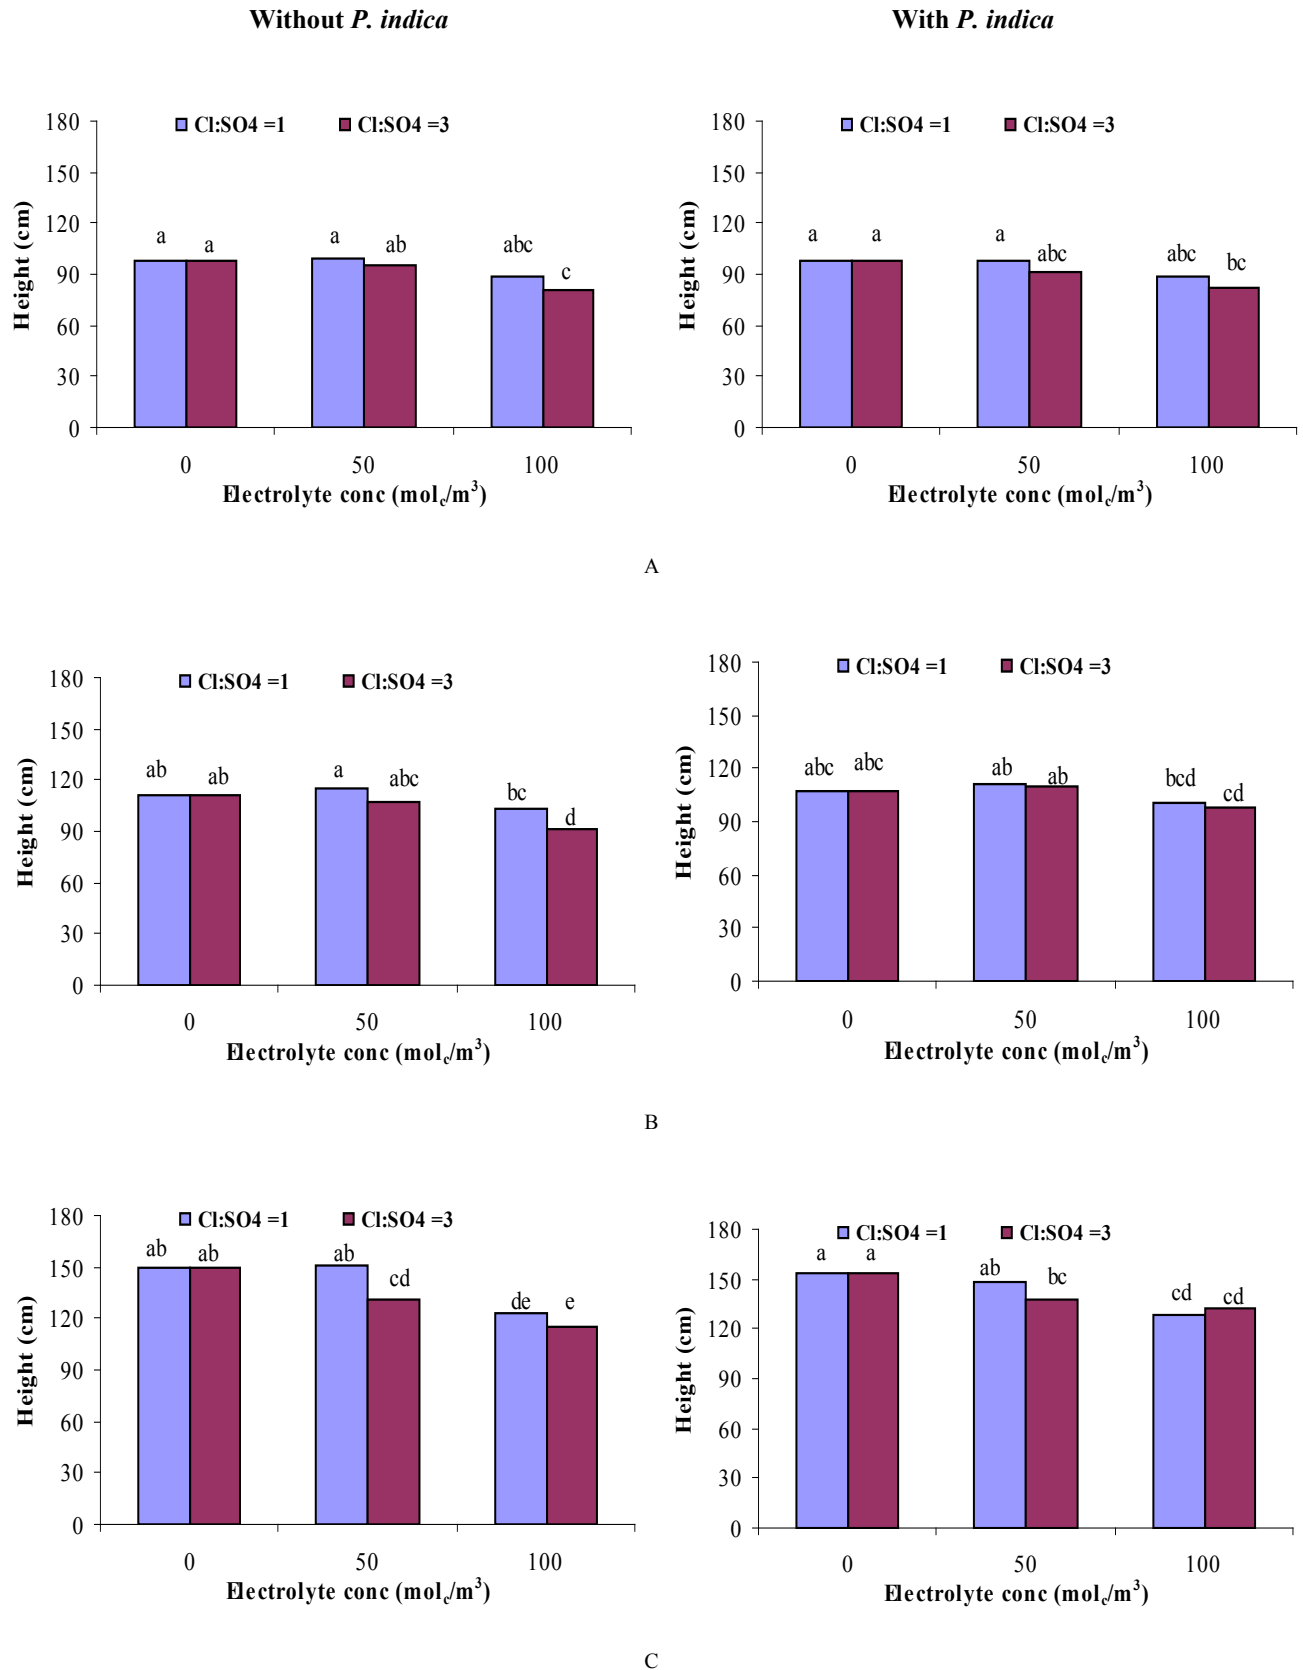 Without P. indica
With P. indica
Cl:SO4 =1 Cl:SO4 =3
180
150
120
90
60
30
0
Height (cm)
a a a ab abc c
0 50 100
Electrolyte conc (molc/m3)
Cl:SO4 =1 Cl:SO4 =3
180
150
120
90
60
30
0
Height (cm)
a a a abc abc bc
0 50 100
Electrolyte conc (molc/m3)
A
Cl:SO4 =1 Cl:SO4 =3
180
150
120
90
60
30
0
Height (cm)
ab ab a abc bc d
0 50 100
Electrolyte conc (molc/m3)
Cl:SO4 =1 Cl:SO4 =3
180
150
120
90
60
30
0
Height (cm)
abc abc ab ab bcd cd
0 50 100
Electrolyte conc (molc/m3)
B
Cl:SO4 =1 Cl:SO4 =3
180
150
120
90
60
30
0
Height (cm)
ab ab ab cd de e
0 50 100
Electrolyte conc (molc/m3)
Cl:SO4 =1 Cl:SO4 =3
180
150
120
90
60
30
0
Height (cm)
a a ab bc cd cd
0 50 100
Electrolyte conc (molc/m3)
C